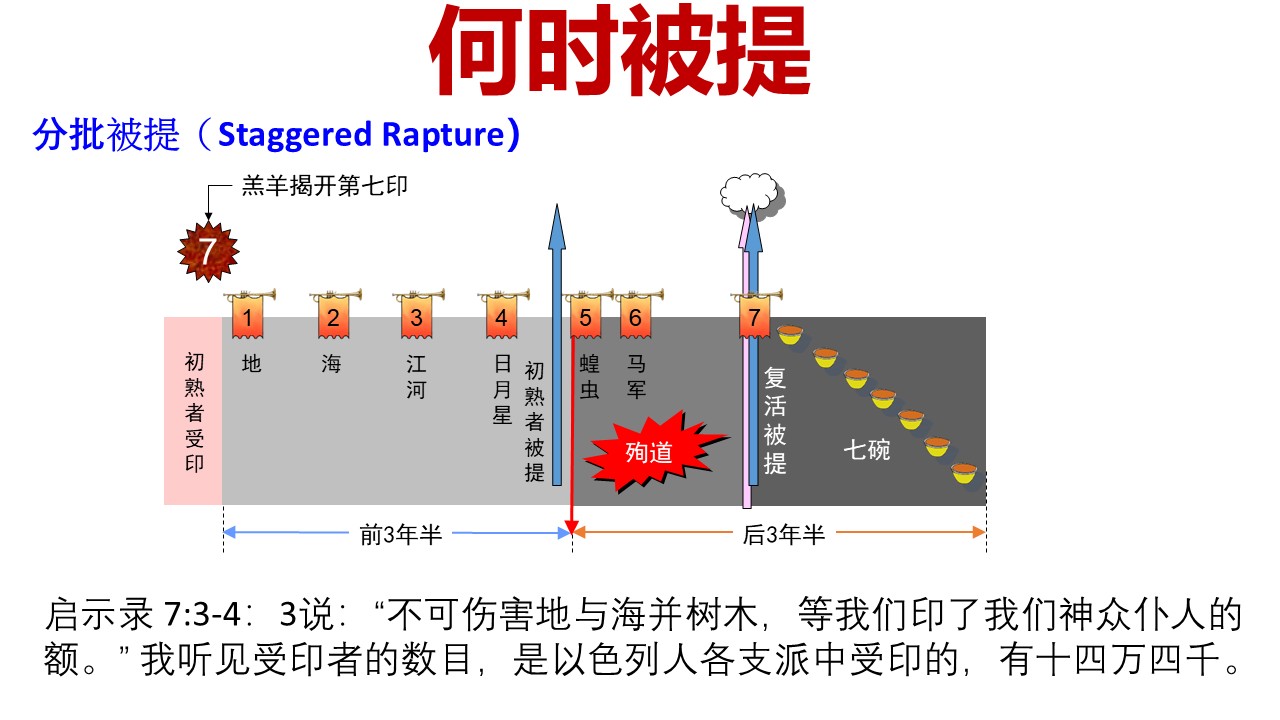 何时被提
分批被提（Staggered Rapture）
羔羊揭开第七印
7
1
2
3
4
5
6
7
地
海
江河
日月星
蝗虫
马军
初熟者受印
初熟者被提
复活被提
殉道
七碗
前3年半
后3年半
启示录 7:3-4：3说：“不可伤害地与海并树木，等我们印了我们神众仆人的
额。” 我听见受印者的数目，是以色列人各支派中受印的，有十四万四千。